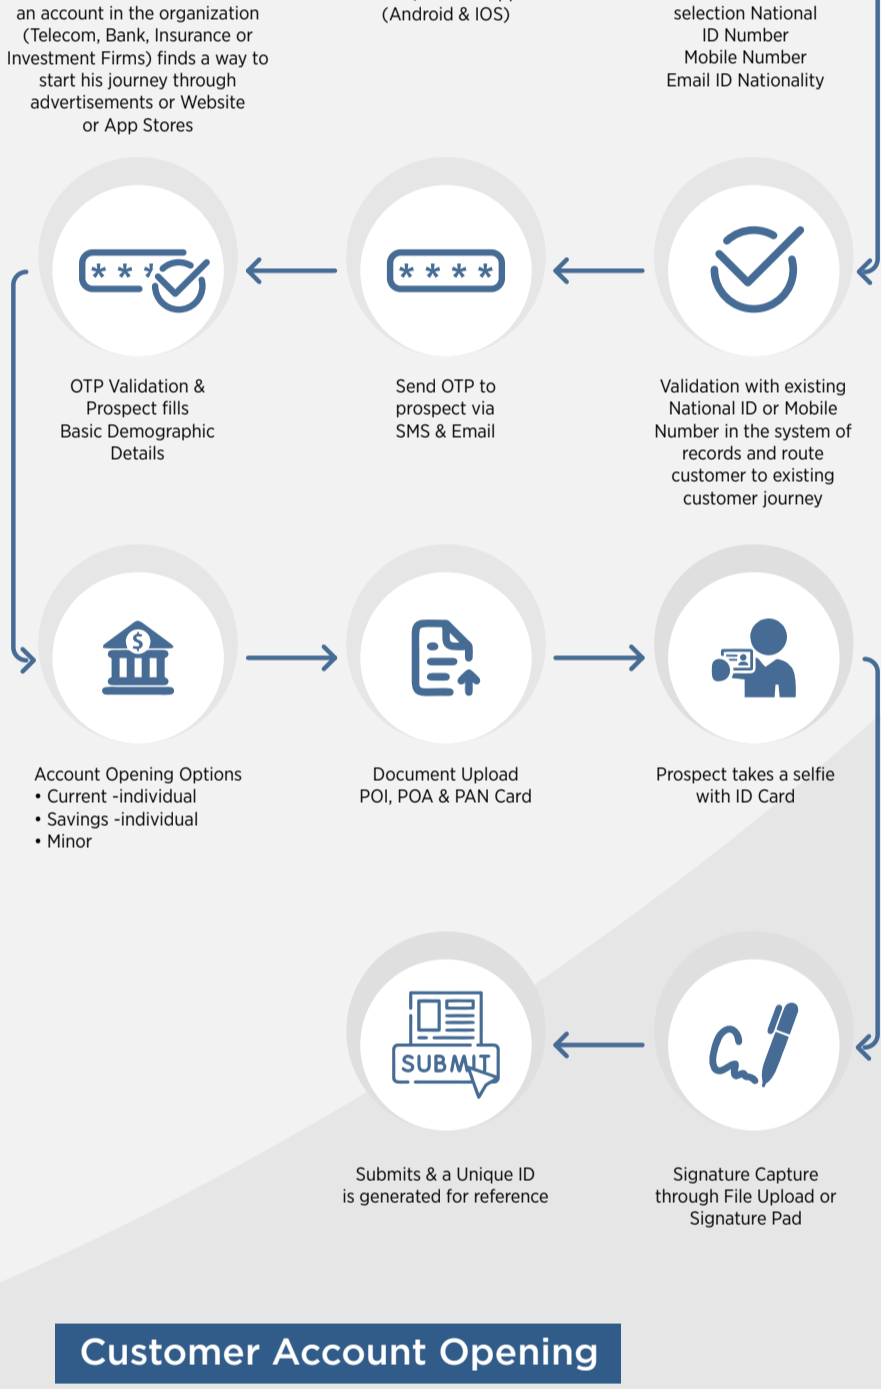 an account in the organization
(Telecom, Bank, Insurance or
Investment Firms) finds a way to
start his journey through
advertisements or Website
or App Stores
(Android & IOS)
selection National
ID Number
Mobile Number
Email ID Nationality
* * *
* * * *
OTP Validation &
Prospect fills
Basic Demographic
Details
Send OTP to
prospect via
SMS & Email
Validation with existing
National ID or Mobile
Number in the system of
records and route
customer to existing
customer journey
$
Account Opening Options
• Current -individual
• Savings -individual
• Minor
Document Upload
POI, POA & PAN Card
Prospect takes a selfie
with ID Card
SUBMIT
Submits & a Unique ID
is generated for reference
Signature Capture
through File Upload or
Signature Pad
Customer Account Opening